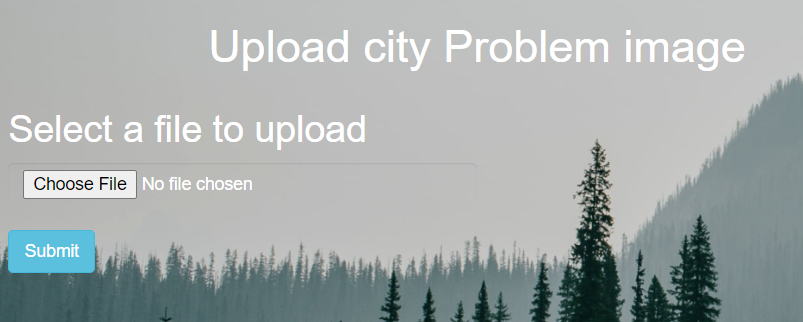 Upload city Problem image
Select a file to upload
Choose File No file chosen
Submit